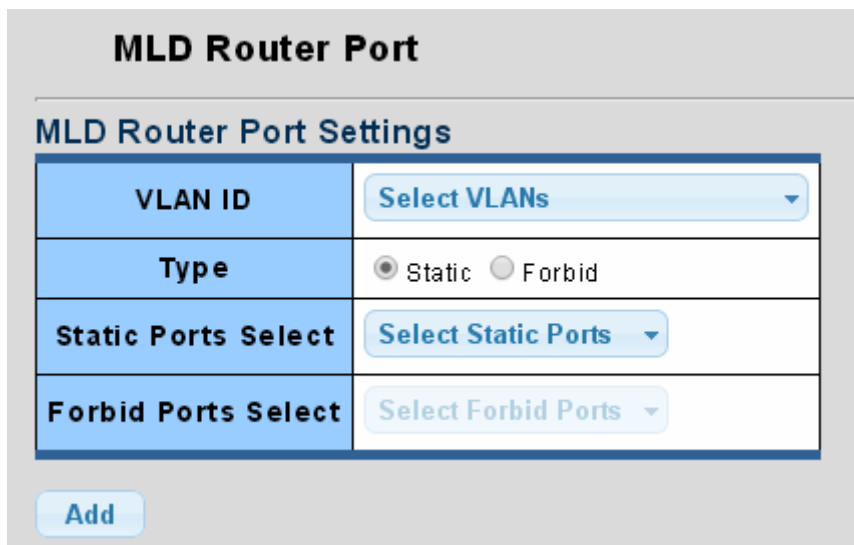 MLD Router Port
MLD Router Port Settings
VLAN ID
Select VLANs
Type
Static Forbid
Static Ports Select
Select Static Ports
Forbid Ports Select
Select Forbid Ports
Add